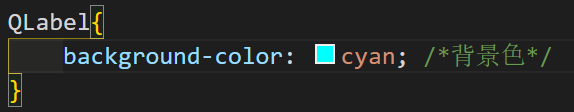 QLabel{
    background-color: cyan; /*背景色*/
}